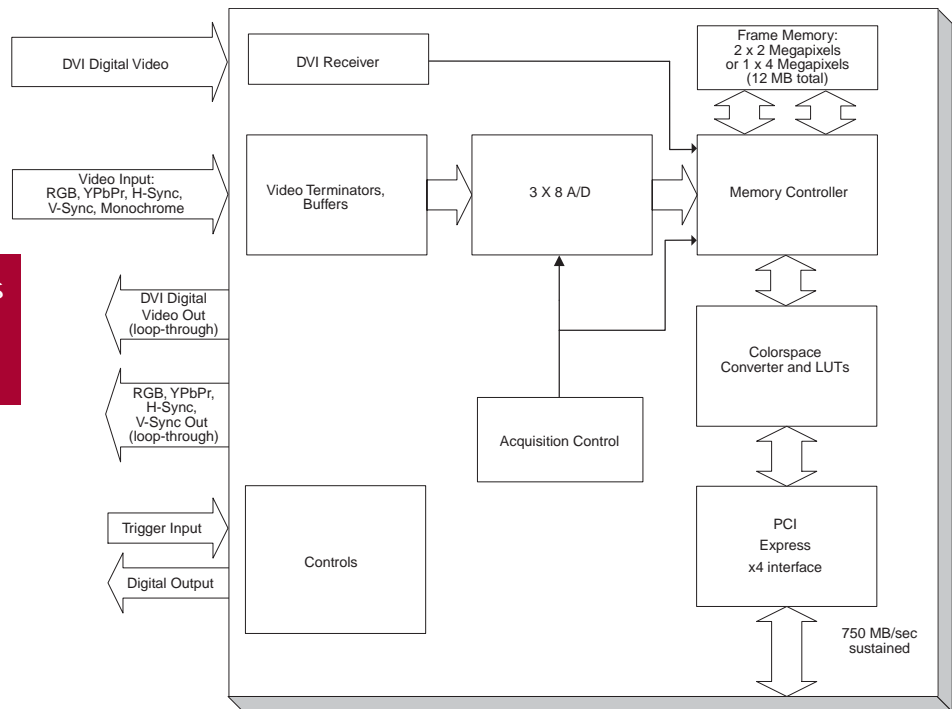 DVI Digital Video
DVI Receiver
Frame Memory:
2 x 2 Megapixels
or 1 x 4 Megapixels
(12 MB total)
Video Input:
RGB, YPbPr, H-Sync,
V-Sync, Monochrome
Video Terminators,
Buffers
3 X 8 A/D
Memory Controller
s
DVI Digital
Video Out
(loop-through)
Colorspace
Converter and LUTs
RGB, YPbPr,
H-Sync,
V-Sync Out
(loop-through)
Acquisition Control
Trigger Input
Digital Output
Controls
PCI
Express
x4 interface
750 MB/sec
sustained